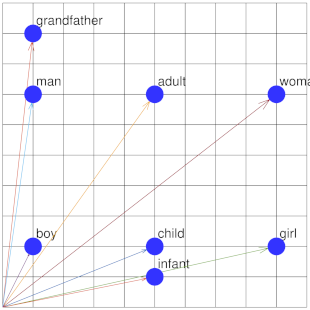 grandfather
man
adult
woma
boy
child
girl
infant